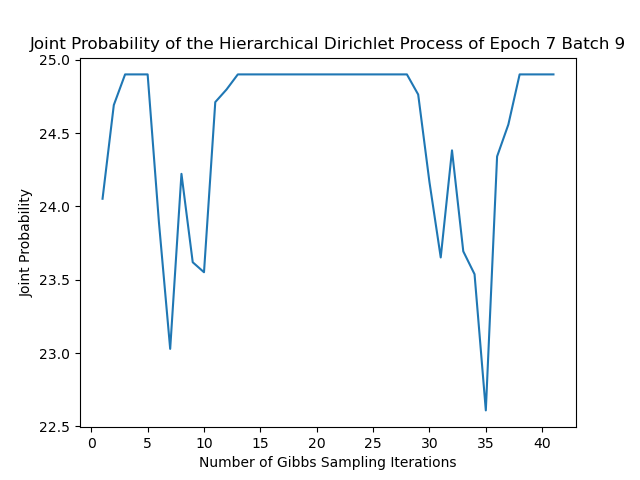 Joint Probability of the Hierarchical Dirichlet Process of Epoch 7 Batch 9
25.0
24.5
24.0
23.5
23.0
22.5
Joint Probability
0 5 10 15 20 25 30 35 40
Number of Gibbs Sampling Iterations